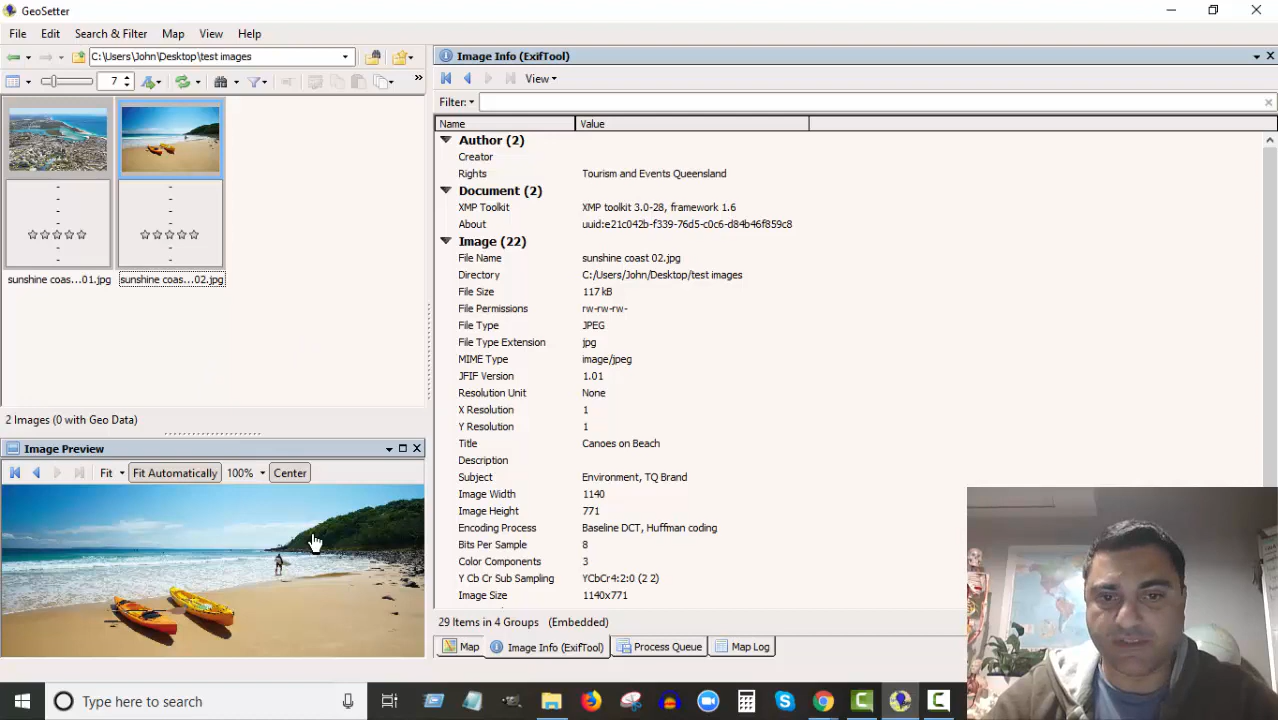 GeoSetter
File Edit Search & Filter Map View Help
C:\Users\John\Desktop\test images
7
-
-
-
-
-
-
sunshine coas...01.jpg
sunshine coas...02.jpg
2 Images (0 with Geo Data)
Image Preview
Fit Fit Automatically 100% Center
Image Info (ExifTool)
View
Filter:
Name Value
Author (2)
Creator
Rights Tourism and Events Queensland
Document (2)
XMP Toolkit XMP toolkit 3.0-28, framework 1.6
About uuid:e21c042b-f339-76d5-c0c6-d84b46f859c8
Image (22)
File Name sunshine coast 02.jpg
Directory C:/Users/John/Desktop/test images
File Size 117 kB
File Permissions rw-rw-rw-
File Type JPEG
File Type Extension jpg
MIME Type image/jpeg
JFIF Version 1.01
Resolution Unit None
X Resolution 1
Y Resolution 1
Title Canoes on Beach
Description
Subject Environment, TQ Brand
Image Width 1140
Image Height 771
Encoding Process Baseline DCT, Huffman coding
Bits Per Sample 8
Color Components 3
Y Cb Cr Sub Sampling YCbCr4:2:0 (2 2)
Image Size 1140x771
29 Items in 4 Groups (Embedded)
Map Image Info (ExifTool) Process Queue Map Log
Type here to search